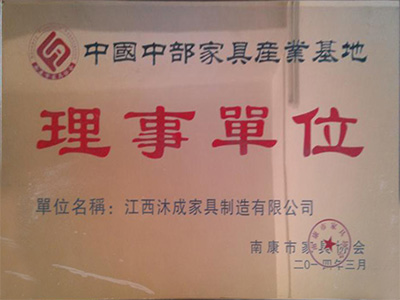 中國中部家具産業基地
理事單位
單位名稱：江西沐成家具制造有限公司
南康市家具协会
二〇一四年三月